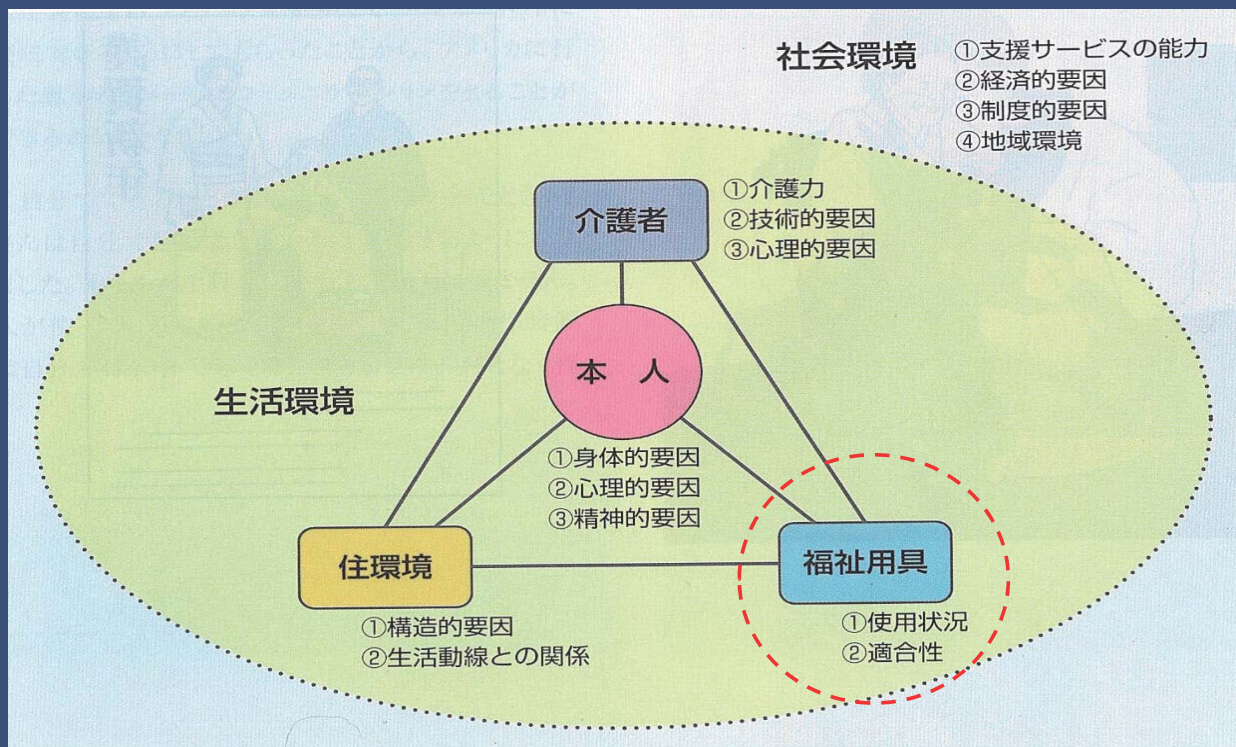 社会環境
①支援サービスの能力
②経済的要因
③制度的要因
④地域環境
介護者
①介護力
②技術的要因
③心理的要因
本 人
①身体的要因
②心理的要因
③精神的要因
生活環境
住環境
①構造的要因
②生活動線との関係
福祉用具
①使用状況
②適合性